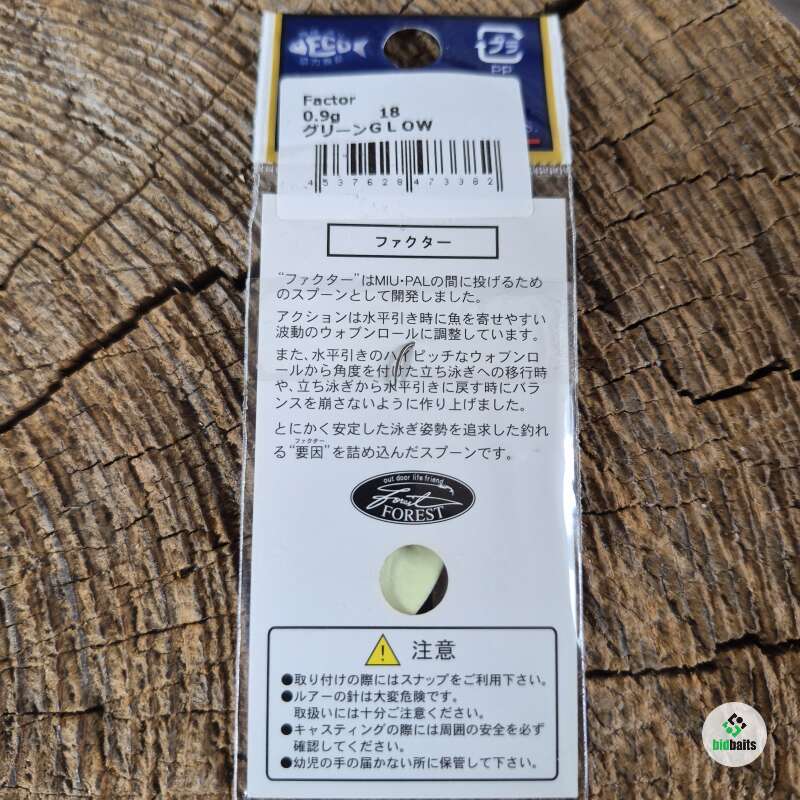 ECO
協力商品
プラ
PP
Factor
0.9g 18
グリーンGLOW
4 537628 473382
ファクター
“ファクター”はMIU・PALの間に投げるため
のスプーンとして開発しました。
アクションは水平引き時に魚を寄せやすい
波動のウォブンロールに調整しています。
また、水平引きのハイピッチなウォブンロ
ールから角度を付けた立ち泳ぎへの移行時
や、立ち泳ぎから水平引きに戻す時にバラ
ンスを崩さないように作り上げました。
とにかく安定した泳ぎ姿勢を追求した釣れ
ファクター
る“要因”を詰め込んだスプーンです。
out door life friend
Forest
FOREST
注意
●取り付けの際にはスナップをご利用下さい。
●ルアーの針は大変危険です。
取扱いには十分ご注意ください。
●キャスティングの際には周囲の安全を必ず
確認してください。
●幼児の手の届かない所に保管して下さい。
bidbaits